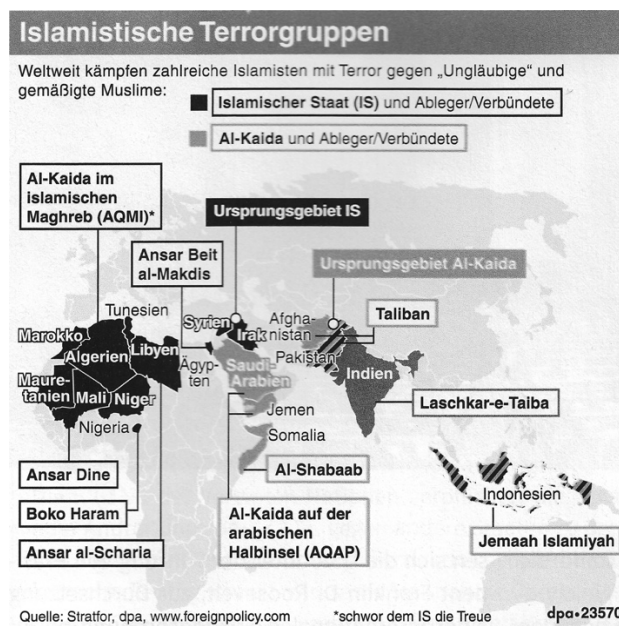 Islamistische Terrorgruppen
Weltweit kämpfen zahlreiche Islamisten mit Terror gegen „Ungläubige“ und
gemäßigte Muslime:
Islamischer Staat (IS) und Ableger/Verbündete
Al-Kaida und Ableger/Verbündete
Al-Kaida im
islamischen
Maghreb (AQMI)*
Ursprungsgebiet IS
Ansar Beit
al-Makdis
Ursprungsgebiet Al-Kaida
Taliban
Tunesien
Marokko
Algerien
Libyen
Maure-
tanien
Mali
Niger
Nigeria
Ägyp-
ten
Syrien
Irak
Saudi-
Arabien
Afgha-
nistan
Pakistan
Indien
Jemen
Somalia
Laschkar-e-Taiba
Ansar Dine
Boko Haram
Ansar al-Scharia
Al-Shabaab
Al-Kaida auf der
arabischen
Halbinsel (AQAP)
Indonesien
Jemaah Islamiyah
Quelle: Stratfor, dpa, www.foreignpolicy.com
*schwor dem IS die Treue
dpa•23570